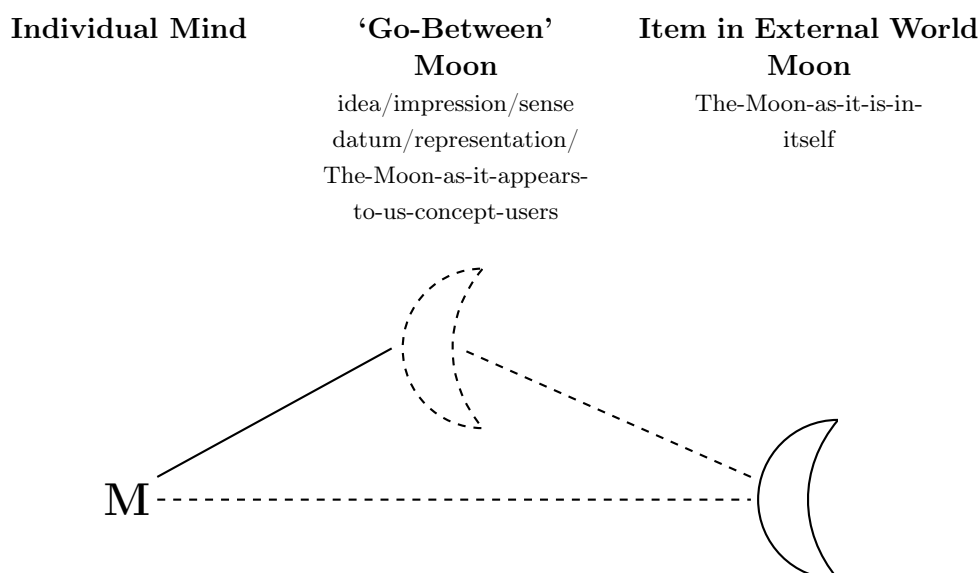 Individual Mind
‘Go-Between’
Moon
idea/impression/sense
datum/representation/
The-Moon-as-it-appears-
to-us-concept-users
Item in External World
Moon
The-Moon-as-it-is-in-
itself
M